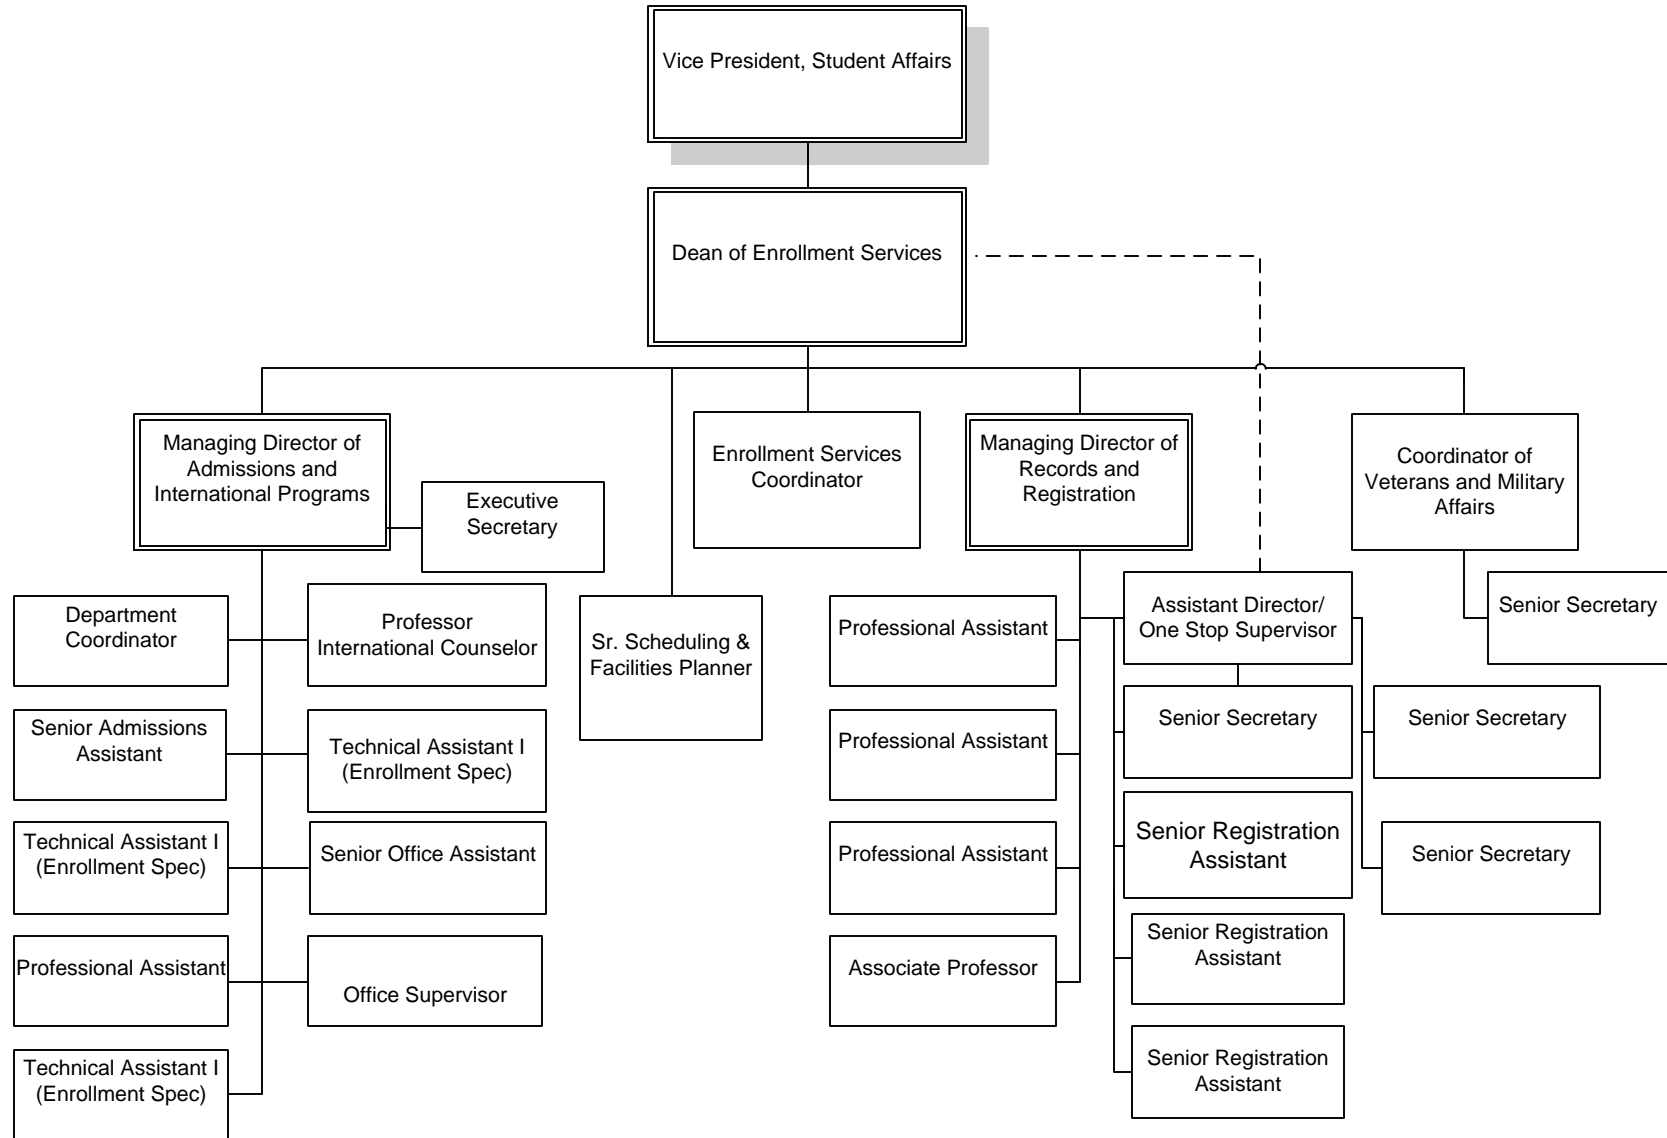 Vice President, Student Affairs
Dean of Enrollment Services
Managing Director of
Admissions and
International Programs
Executive
Secretary
Enrollment Services
Coordinator
Managing Director of
Records and
Registration
Coordinator of
Veterans and Military
Affairs
Department
Coordinator
Professor
International Counselor
Sr. Scheduling &
Facilities Planner
Professional Assistant
Assistant Director/
One Stop Supervisor
Senior Secretary
Senior Admissions
Assistant
Technical Assistant I
(Enrollment Spec)
Professional Assistant
Senior Secretary
Senior Secretary
Technical Assistant I
(Enrollment Spec)
Senior Office Assistant
Professional Assistant
Senior Registration
Assistant
Senior Secretary
Professional Assistant
Office Supervisor
Associate Professor
Senior Registration
Assistant
Technical Assistant I
(Enrollment Spec)
Senior Registration
Assistant